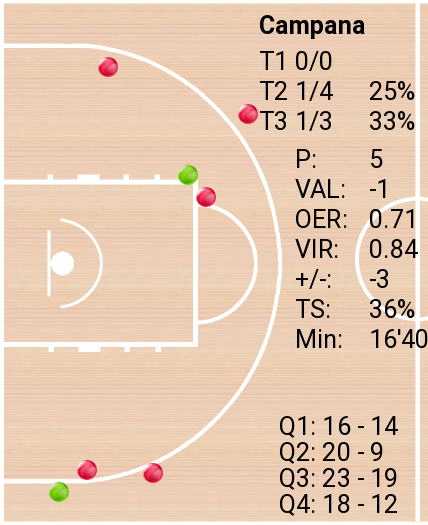 Campana
T1 0/0
T2 1/4 25%
T3 1/3 33%
P: 5
VAL: -1
OER: 0.71
VIR: 0.84
+/-: -3
TS: 36%
Min: 16'40
Q1: 16 - 14
Q2: 20 - 9
Q3: 23 - 19
Q4: 18 - 12